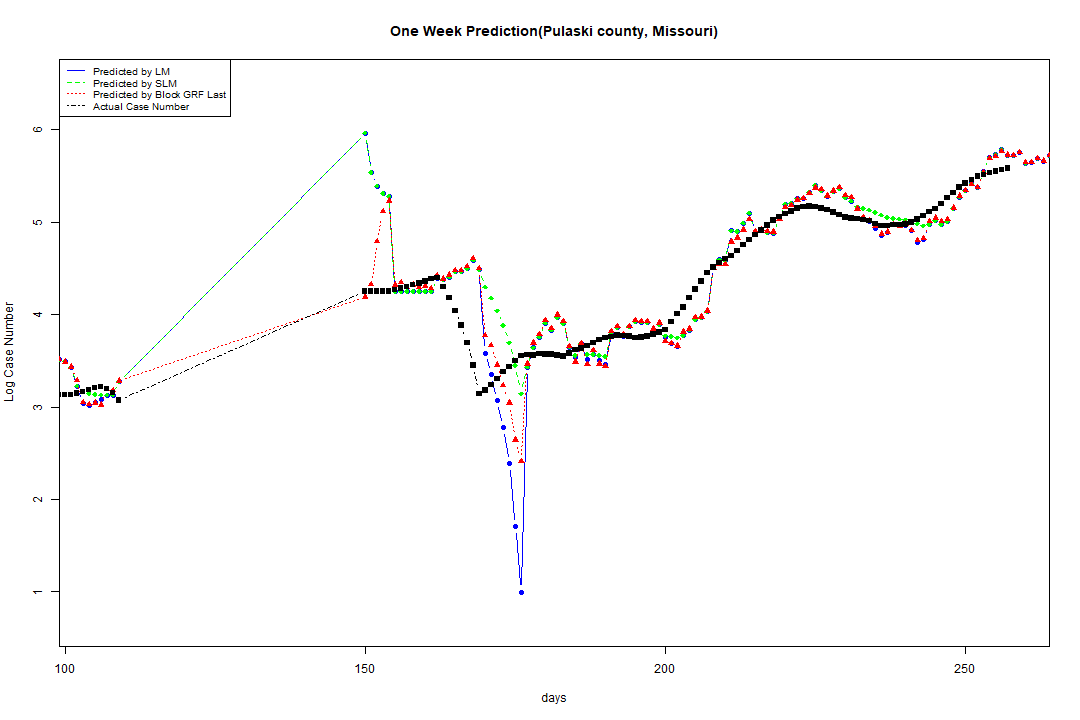 One Week Prediction(Pulaski county, Missouri)
Predicted by LM
Predicted by SLM
Predicted by Block GRF Last
Actual Case Number
Log Case Number
6
5
4
3
2
1
100 150 200 250
days